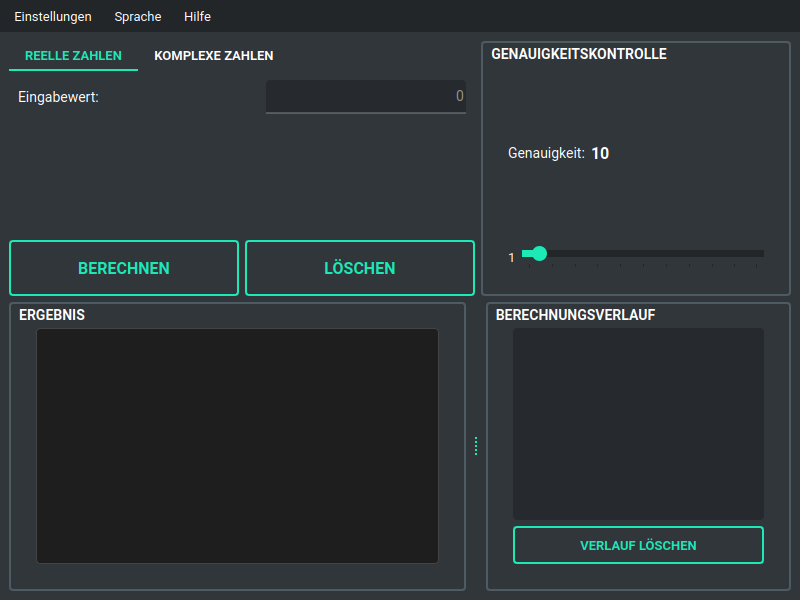 Einstellungen Sprache Hilfe
REELLE ZAHLEN KOMPLEXE ZAHLEN
Eingabewert: 0
BERECHNEN LÖSCHEN
GENAUIGKEITSKONTROLLE
Genauigkeit: 10
1
ERGEBNIS
BERECHNUNGSVERLAUF
VERLAUF LÖSCHEN